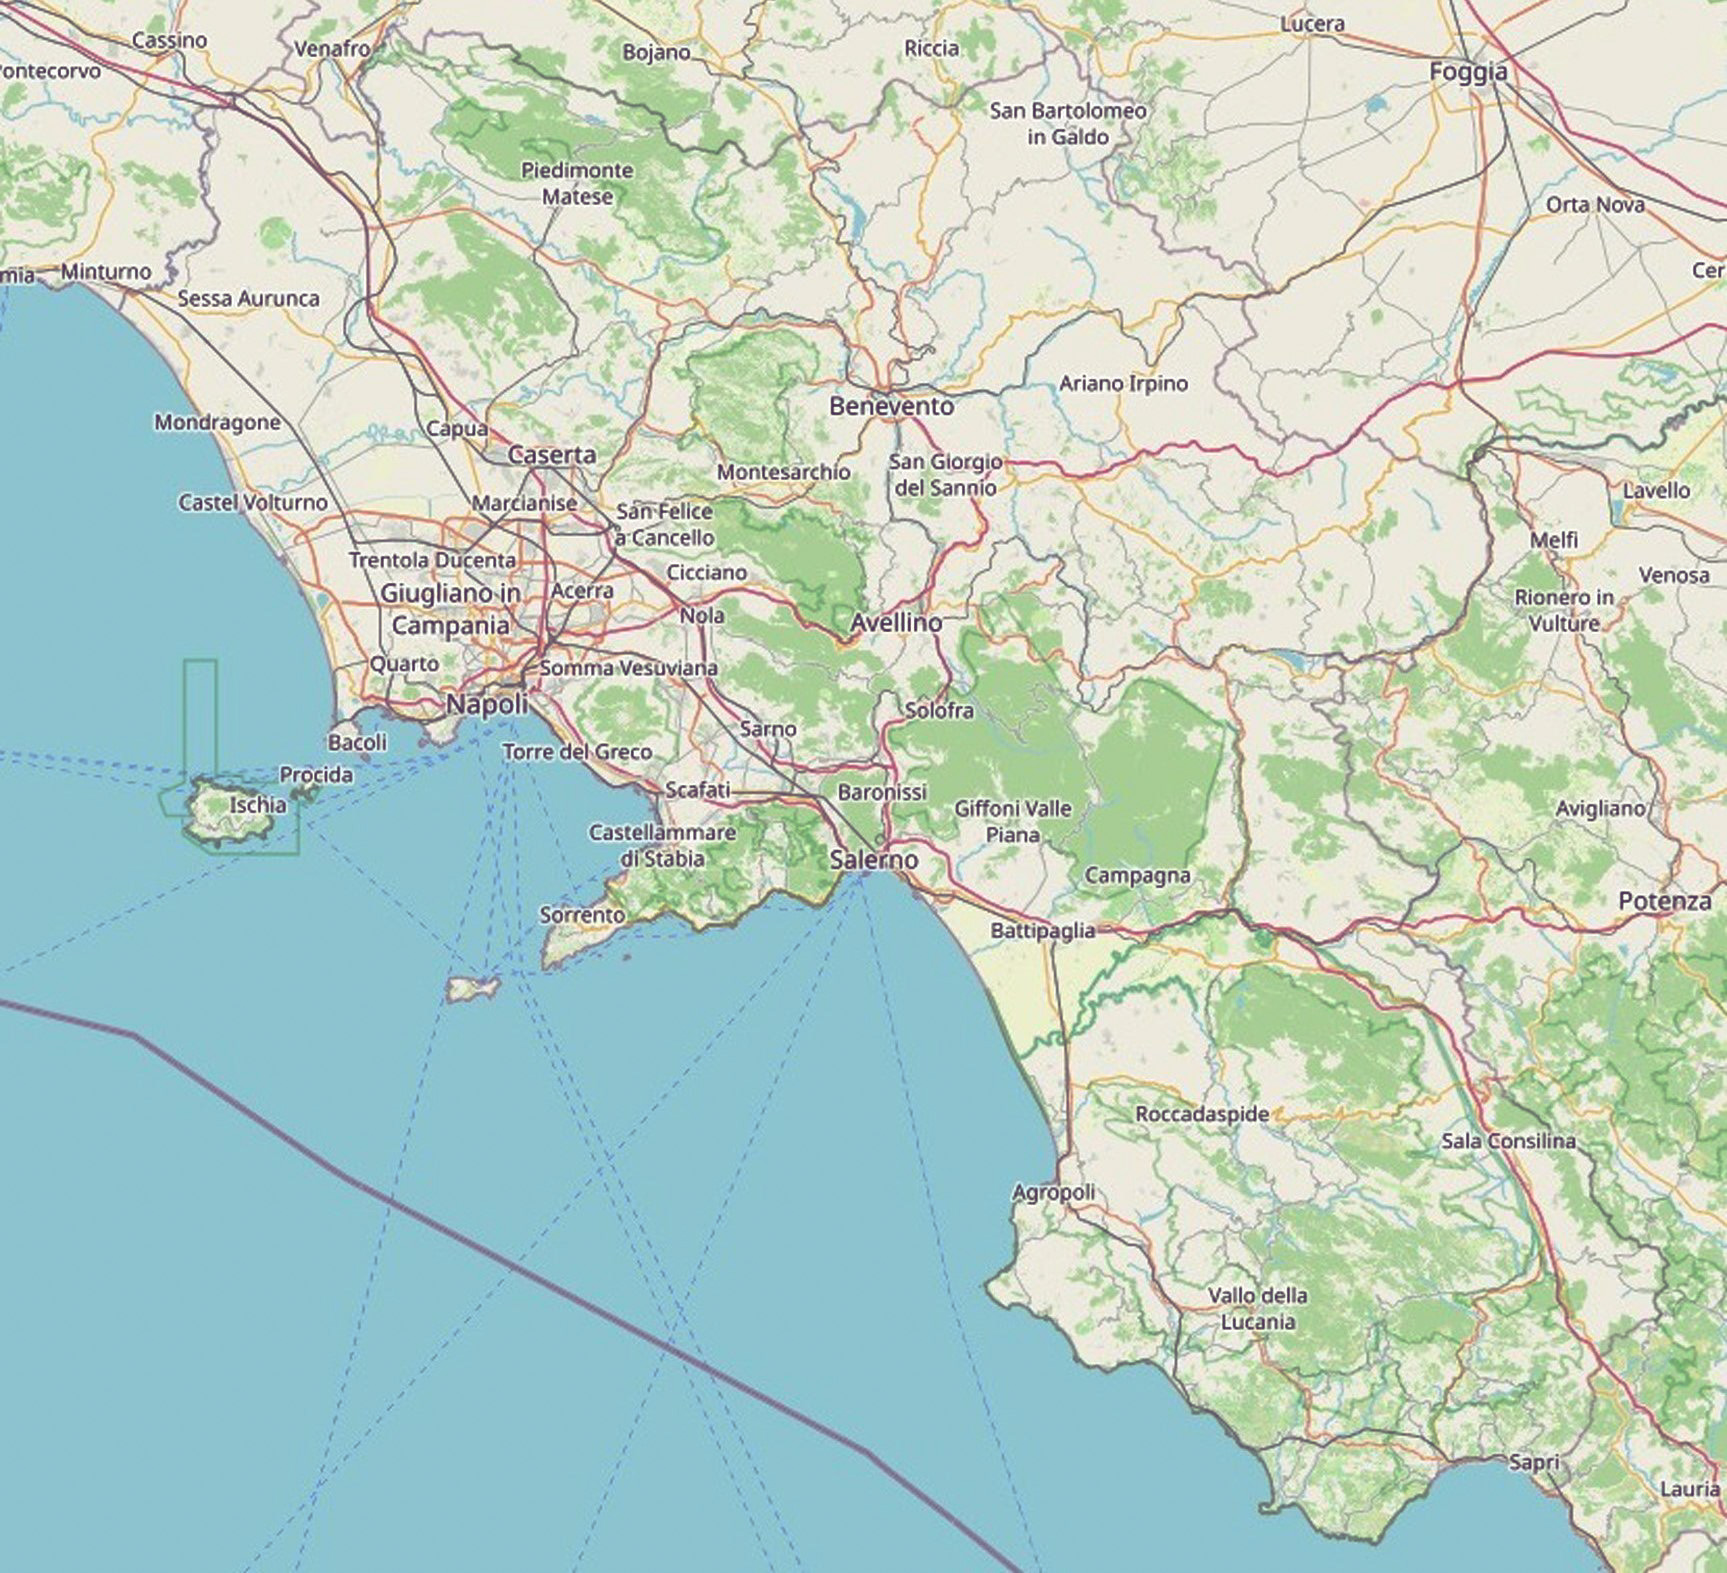 Lucera
Cassino
Venafro
Bojano
Riccia
Pontecorvo
Foggia
San Bartolomeo
in Galdo
Piedimonte
Matese
Orta Nova
mia
Minturno
Cer
Sessa Aurunca
Ariano Irpino
Benevento
Mondragone
Capua
Caserta
Montesarchio
San Giorgio
del Sannio
Castel Volturno
Marcianise
San Felice
a Cancello
Lavello
Melfi
Trentola Ducenta
Cicciano
Venosa
Giugliano in
Campania
Acerra
Rionero in
Vulture
Nola
Avellino
Quarto
Somma Vesuviana
Napoli
Solofra
Sarno
Bacoli
Torre del Greco
Procida
Ischia
Scafati
Baronissi
Giffoni Valle
Piana
Avigliano
Castellammare
di Stabia
Salerno
Campagna
Potenza
Sorrento
Battipaglia
Roccadaspide
Sala Consilina
Agropoli
Vallo della
Lucania
Sapri
Lauria